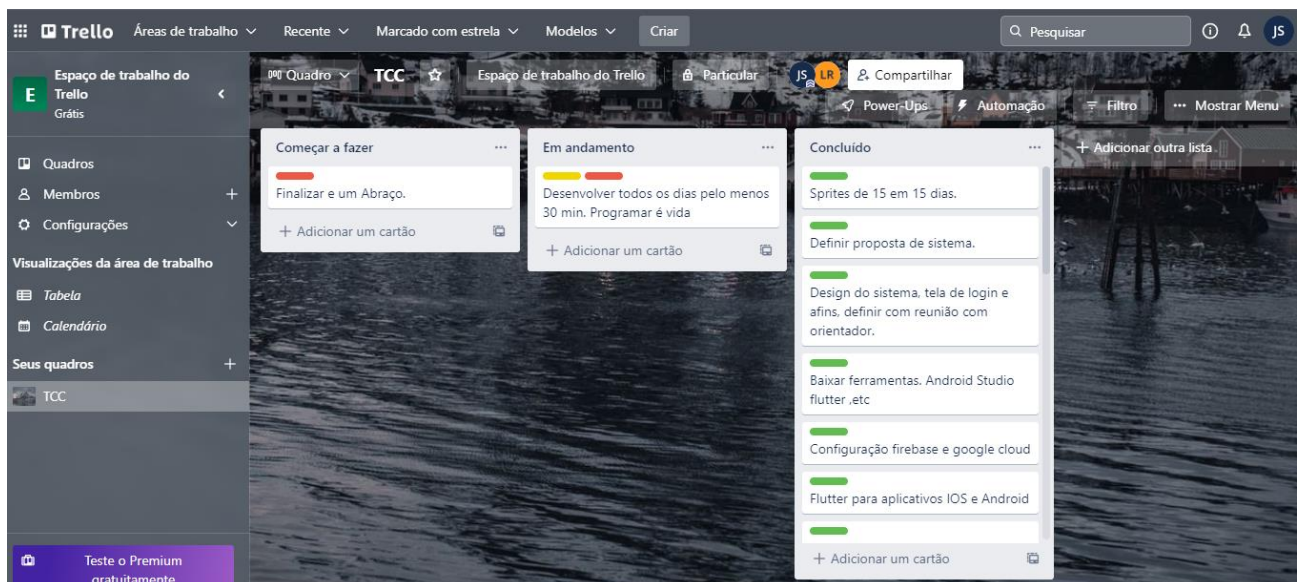 Trello Áreas de trabalho Recente Marcado com estrela Modelos Criar Pesquisar JS
Espaço de trabalho do
Trello
Grátis
E
Quadros
Membros
Configurações
Visualizações da área de trabalho
Tabela
Calendário
Seus quadros
TCC
Teste o Premium
gratuitamente
Quadro TCC Espaço de trabalho do Trello Particular JS LR Compartilhar
Power-Ups Automação Filtro Mostrar Menu
Começar a fazer
Finalizar e um Abraço.
+ Adicionar um cartão
Em andamento
Desenvolver todos os dias pelo menos
30 min. Programar é vida
+ Adicionar um cartão
Concluído
Sprites de 15 em 15 dias.
Definir proposta de sistema.
Design do sistema, tela de login e
afins, definir com reunião com
orientador.
Baixar ferramentas. Android Studio
flutter ,etc
Configuração firebase e google cloud
Flutter para aplicativos IOS e Android
+ Adicionar um cartão
+ Adicionar outra lista